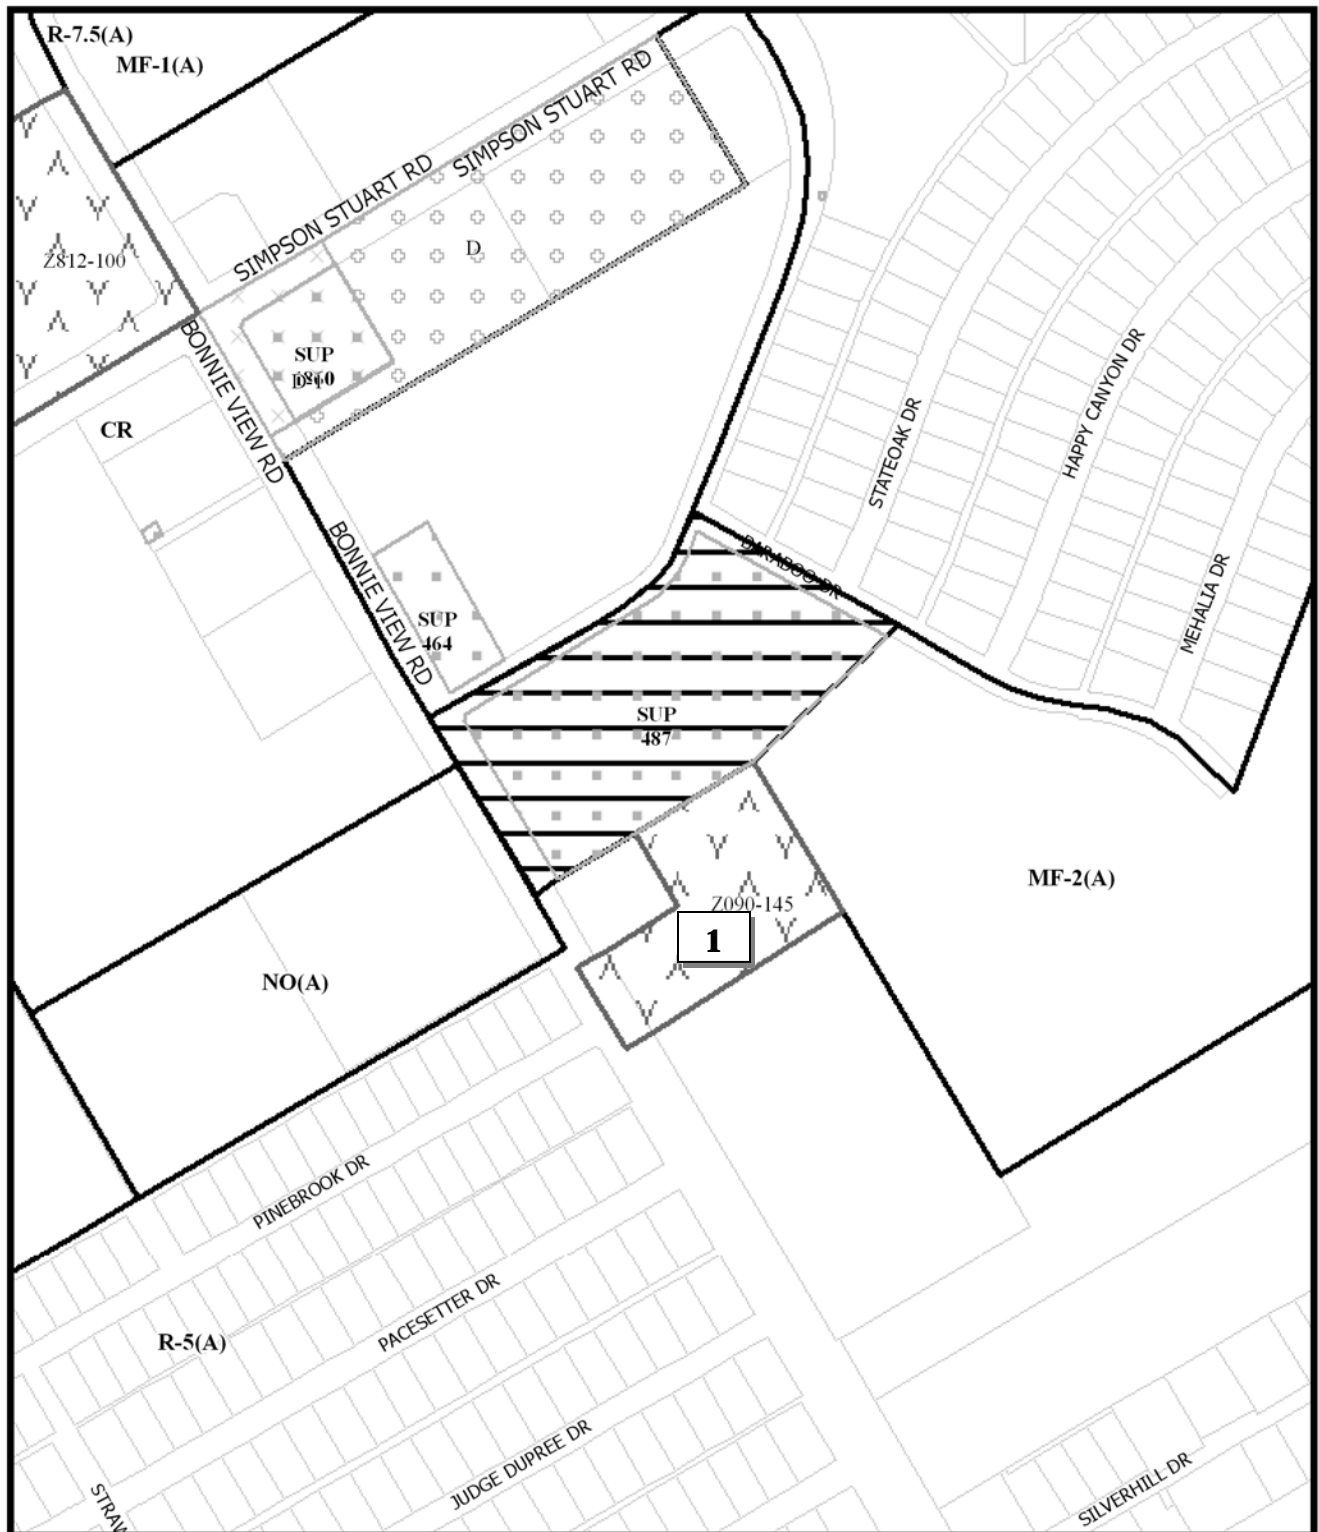 R-7.5(A)
MF-1(A)
SIMPSON STUART RD
SIMPSON STUART RD
Z812-100
D
SUP
BONNIE VIEW RD
CR
HAPPY CANYON DR
STATEOAK DR
BONNIE VIEW RD
BARABOO DR
MEHALIA DR
SUP
464
SUP
487
MF-2(A)
Z090-145
1
NO(A)
PINEBROOK DR
PACESETTER DR
R-5(A)
JUDGE DUPREE DR
SILVERHILL DR